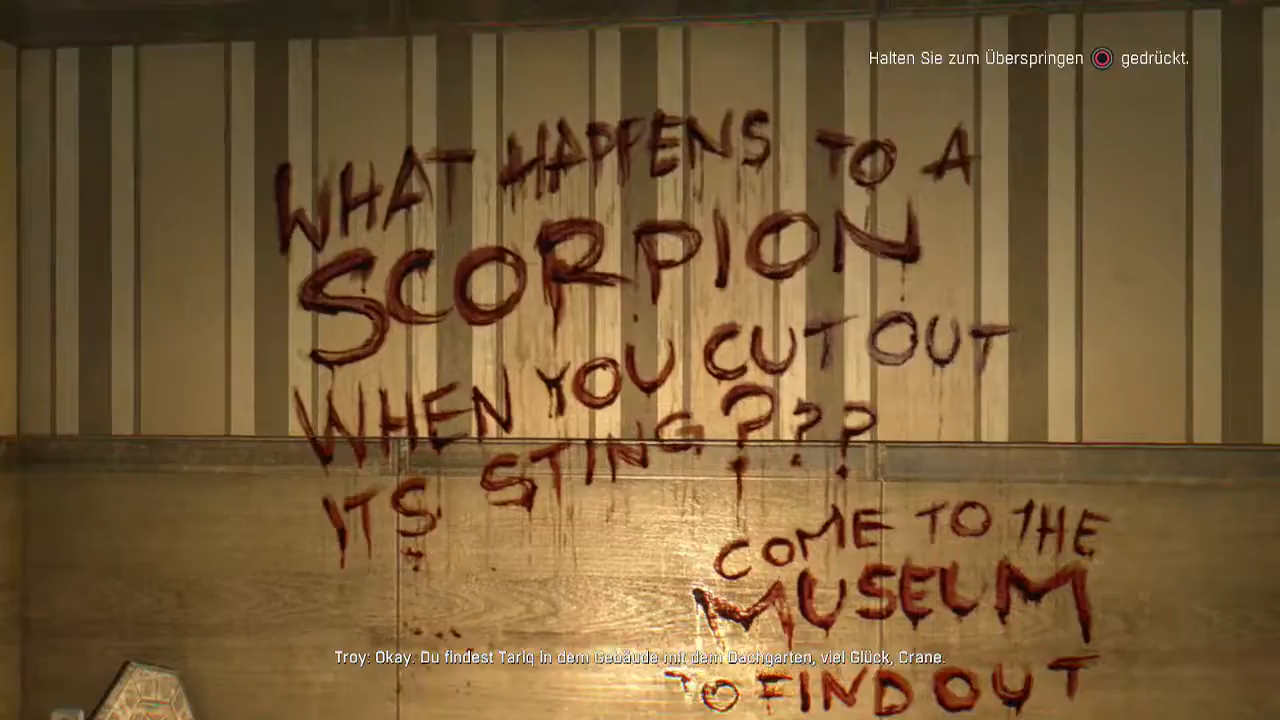 Halten Sie zum Überspringen gedrückt.
WHAT HAPPENS TO A
SCORPION
WHEN YOU CUT OUT
ITS STING???
COME TO THE
MUSEUM
TO FIND OUT
Troy: Okay. Du findest Tariq in dem Gebäude mit dem Dachgarten, viel Glück, Crane.